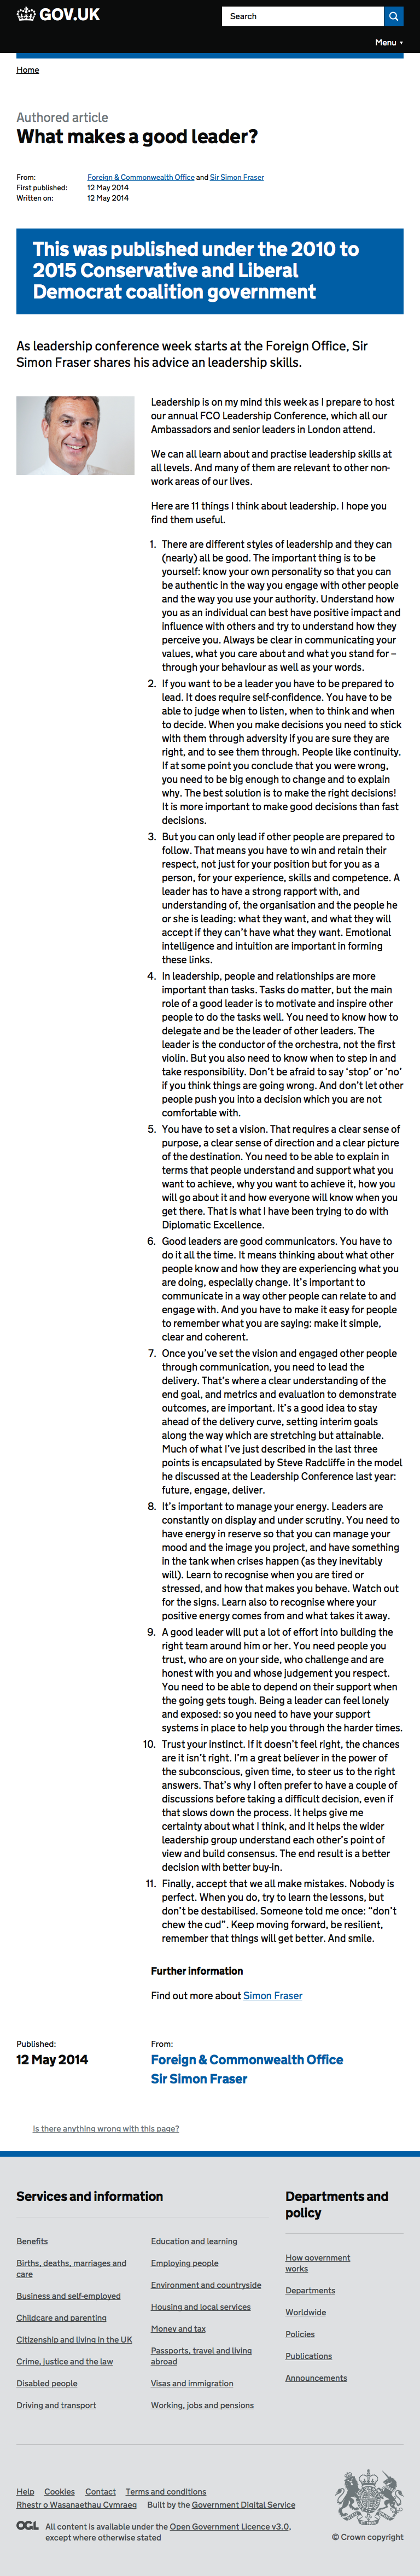 GOV.UK
Search
Menu
Home
Authored article
What makes a good leader?
From: Foreign & Commonwealth Office and Sir Simon Fraser
First published: 12 May 2014
Written on: 12 May 2014
This was published under the 2010 to
2015 Conservative and Liberal
Democrat coalition government
As leadership conference week starts at the Foreign Office, Sir
Simon Fraser shares his advice an leadership skills.
Leadership is on my mind this week as I prepare to host
our annual FCO Leadership Conference, which all our
Ambassadors and senior leaders in London attend.
We can all learn about and practise leadership skills at
all levels. And many of them are relevant to other non-
work areas of our lives.
Here are 11 things I think about leadership. I hope you
find them useful.
1. There are different styles of leadership and they can
(nearly) all be good. The important thing is to be
yourself: know your own personality so that you can
be authentic in the way you engage with other people
and the way you use your authority. Understand how
you as an individual can best have positive impact and
influence with others and try to understand how they
perceive you. Always be clear in communicating your
values, what you care about and what you stand for –
through your behaviour as well as your words.
2. If you want to be a leader you have to be prepared to
lead. It does require self-confidence. You have to be
able to judge when to listen, when to think and when
to decide. When you make decisions you need to stick
with them through adversity if you are sure they are
right, and to see them through. People like continuity.
If at some point you conclude that you were wrong,
you need to be big enough to change and to explain
why. The best solution is to make the right decisions!
It is more important to make good decisions than fast
decisions.
3. But you can only lead if other people are prepared to
follow. That means you have to win and retain their
respect, not just for your position but for you as a
person, for your experience, skills and competence. A
leader has to have a strong rapport with, and
understanding of, the organisation and the people he
or she is leading: what they want, and what they will
accept if they can’t have what they want. Emotional
intelligence and intuition are important in forming
these links.
4. In leadership, people and relationships are more
important than tasks. Tasks do matter, but the main
role of a good leader is to motivate and inspire other
people to do the tasks well. You need to know how to
delegate and be the leader of other leaders. The
leader is the conductor of the orchestra, not the first
violin. But you also need to know when to step in and
take responsibility. Don’t be afraid to say ‘stop’ or ‘no’
if you think things are going wrong. And don’t let other
people push you into a decision which you are not
comfortable with.
5. You have to set a vision. That requires a clear sense of
purpose, a clear sense of direction and a clear picture
of the destination. You need to be able to explain in
terms that people understand and support what you
want to achieve, why you want to achieve it, how you
will go about it and how everyone will know when you
get there. That is what I have been trying to do with
Diplomatic Excellence.
6. Good leaders are good communicators. You have to
do it all the time. It means thinking about what other
people know and how they are experiencing what you
are doing, especially change. It’s important to
communicate in a way other people can relate to and
engage with. And you have to make it easy for people
to remember what you are saying: make it simple,
clear and coherent.
7. Once you’ve set the vision and engaged other people
through communication, you need to lead the
delivery. That’s where a clear understanding of the
end goal, and metrics and evaluation to demonstrate
outcomes, are important. It’s a good idea to stay
ahead of the delivery curve, setting interim goals
along the way which are stretching but attainable.
Much of what I’ve just described in the last three
points is encapsulated by Steve Radcliffe in the model
he discussed at the Leadership Conference last year:
future, engage, deliver.
8. It’s important to manage your energy. Leaders are
constantly on display and under scrutiny. You need to
have energy in reserve so that you can manage your
mood and the image you project, and have something
in the tank when crises happen (as they inevitably
will). Learn to recognise when you are tired or
stressed, and how that makes you behave. Watch out
for the signs. Learn also to recognise where your
positive energy comes from and what takes it away.
9. A good leader will put a lot of effort into building the
right team around him or her. You need people you
trust, who are on your side, who challenge and are
honest with you and whose judgement you respect.
You need to be able to depend on their support when
the going gets tough. Being a leader can feel lonely
and exposed: so you need to have your support
systems in place to help you through the harder times.
10. Trust your instinct. If it doesn’t feel right, the chances
are it isn’t right. I’m a great believer in the power of
the subconscious, given time, to steer us to the right
answers. That’s why I often prefer to have a couple of
discussions before taking a difficult decision, even if
that slows down the process. It helps give me
certainty about what I think, and it helps the wider
leadership group understand each other’s point of
view and build consensus. The end result is a better
decision with better buy-in.
11. Finally, accept that we all make mistakes. Nobody is
perfect. When you do, try to learn the lessons, but
don’t be destabilised. Someone told me once: “don’t
chew the cud”. Keep moving forward, be resilient,
remember that things will get better. And smile.
Further information
Find out more about Simon Fraser
Published:
12 May 2014
From:
Foreign & Commonwealth Office
Sir Simon Fraser
Is there anything wrong with this page?
Services and information
Benefits
Births, deaths, marriages and
care
Business and self-employed
Childcare and parenting
Citizenship and living in the UK
Crime, justice and the law
Disabled people
Driving and transport
Education and learning
Employing people
Environment and countryside
Housing and local services
Money and tax
Passports, travel and living
abroad
Visas and immigration
Working, jobs and pensions
Departments and
policy
How government
works
Departments
Worldwide
Policies
Publications
Announcements
Help Cookies Contact Terms and conditions
Rhestr o Wasanaethau Cymraeg Built by the Government Digital Service
OGL All content is available under the Open Government Licence v3.0,
except where otherwise stated
© Crown copyright